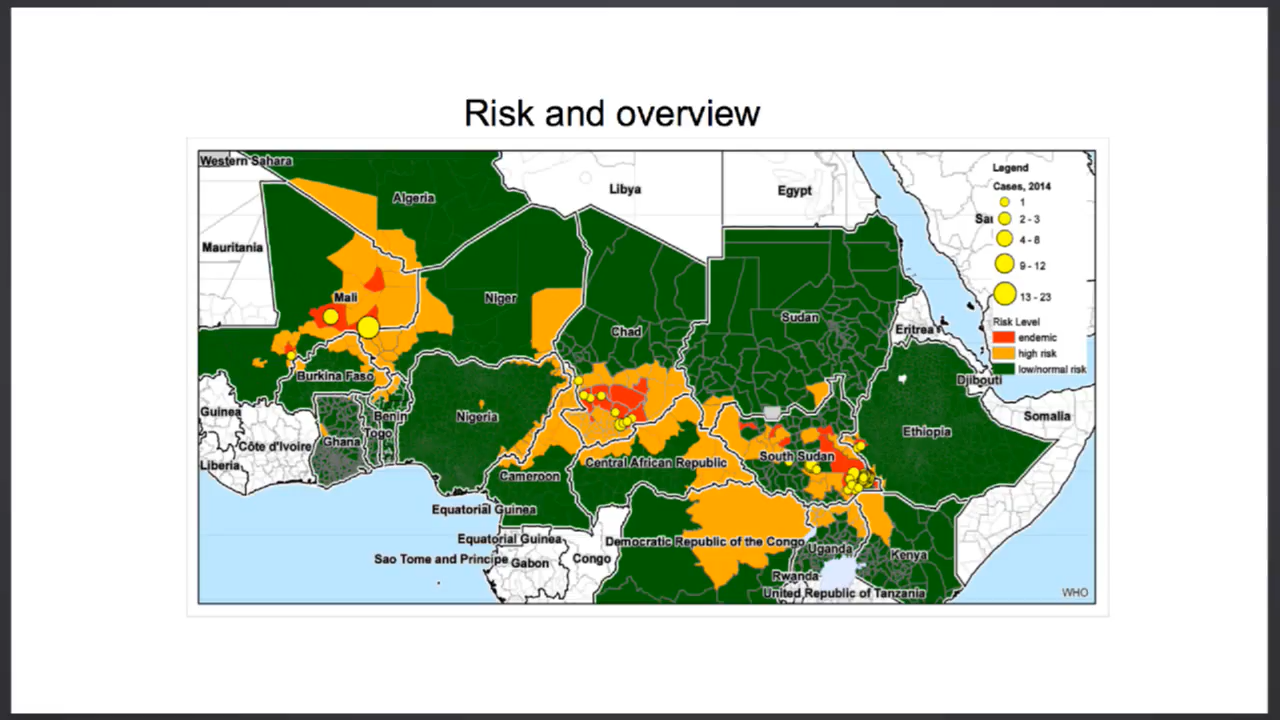 Risk and overview
Western Sahara
Algeria
Libya
Egypt
Legend
Cases, 2014
1
Sau
2 - 3
4 - 8
9 - 12
13 - 23
Mauritania
Mali
Niger
Chad
Sudan
Eritrea
Risk Level
endemic
high risk
low/normal risk
Burkina Faso
Djibouti
Guinea
Benin
Nigeria
Somalia
Côte d'Ivoire
Ghana
Togo
Ethiopia
Liberia
Cameroon
Central African Republic
South Sudan
Equatorial Guinea
Equatorial Guinea
Democratic Republic of the Congo
Sao Tome and Principe
Gabon
Congo
Uganda
Kenya
Rwanda
United Republic of Tanzania
WHO